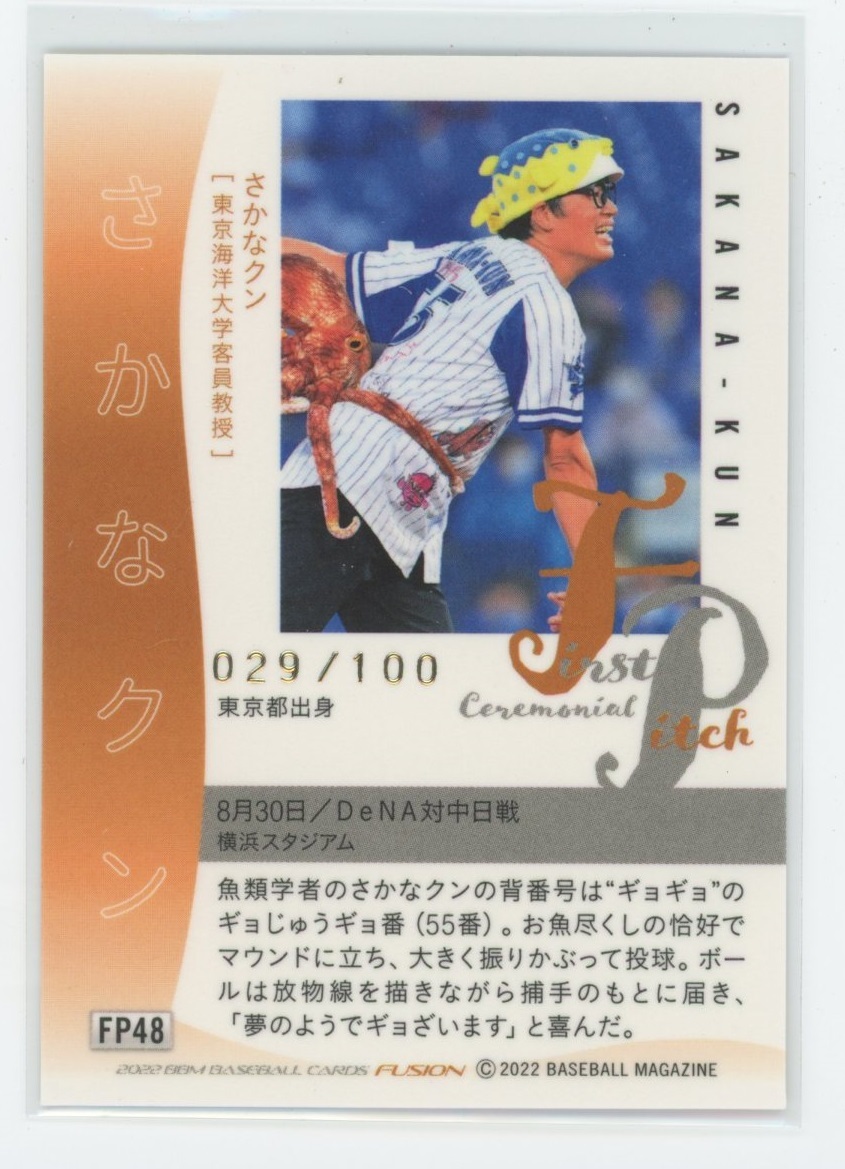 さかなクン
さかなクン
［東京海洋大学客員教授］
SAKANA-KUN
029/100
東京都出身
First
Ceremonial
Pitch
8月30日／DeNA対中日戦
横浜スタジアム
魚類学者のさかなクンの背番号は“ギョギョ”の
ギョじゅうギョ番（55番）。お魚尽くしの恰好で
マウンドに立ち、大きく振りかぶって投球。ボー
ルは放物線を描きながら捕手のもとに届き、
「夢のようでギョざいます」と喜んだ。
FP48
2022 BBM BASEBALL CARDS FUSION ©2022 BASEBALL MAGAZINE